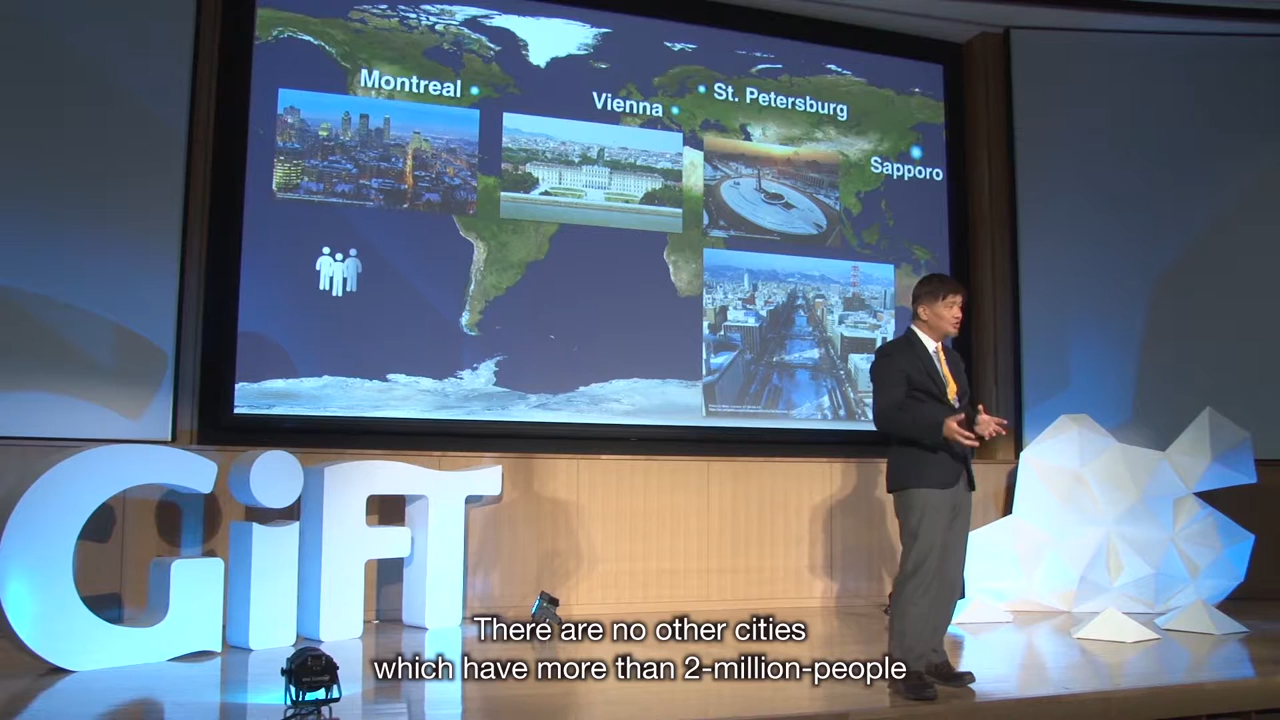 Montreal
Vienna
St. Petersburg
Sapporo
GiFT
There are no other cities
which have more than 2-million-people